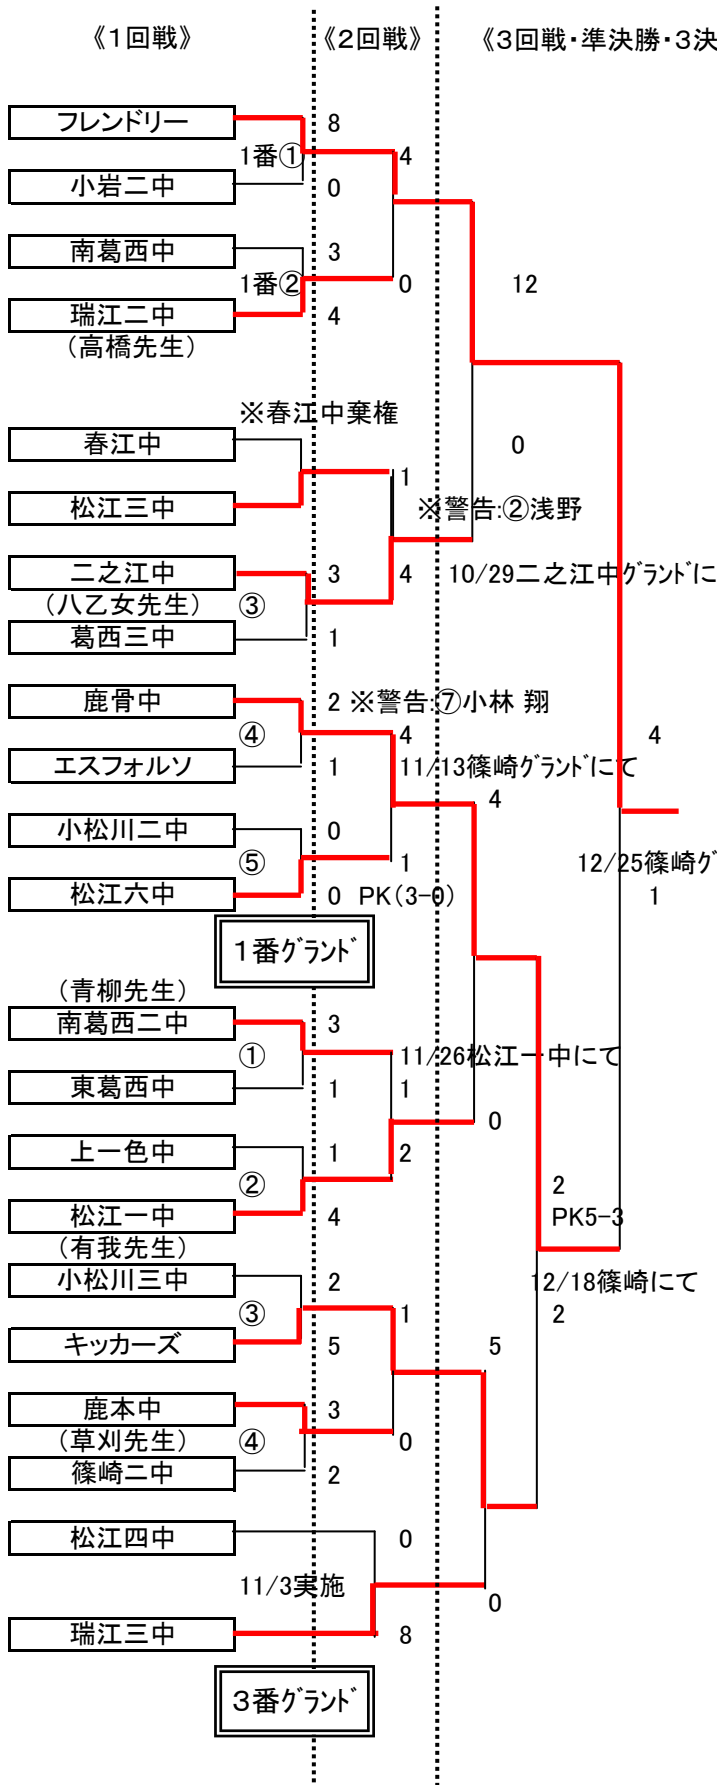 《1回戦》
《2回戦》
《3回戦・準決勝・3決
フレンドリー
8
1番①
4
小岩二中
0
南葛西中
3
1番②
0
12
瑞江二中
4
(高橋先生)
※春江中棄権
春江中
0
松江三中
1
※警告:②浅野
二之江中
3
4
10/29二之江中グランドに
(八乙女先生)
③
葛西三中
1
鹿骨中
2
※警告:⑦小林 翔
④
4
4
エスフォルソ
1
11/13篠崎グランドにて
4
小松川二中
0
⑤
1
12/25篠崎グ
松江六中
0
PK(3-0)
1
1番グランド
(青柳先生)
南葛西二中
3
①
11/26松江一中にて
東葛西中
1
1
0
上一色中
1
2
②
2
松江一中
4
PK5-3
(有我先生)
小松川三中
2
12/18篠崎にて
③
1
2
キッカーズ
5
5
鹿本中
3
(草刈先生)
④
0
篠崎二中
2
松江四中
0
11/3実施
0
瑞江三中
8
3番グランド